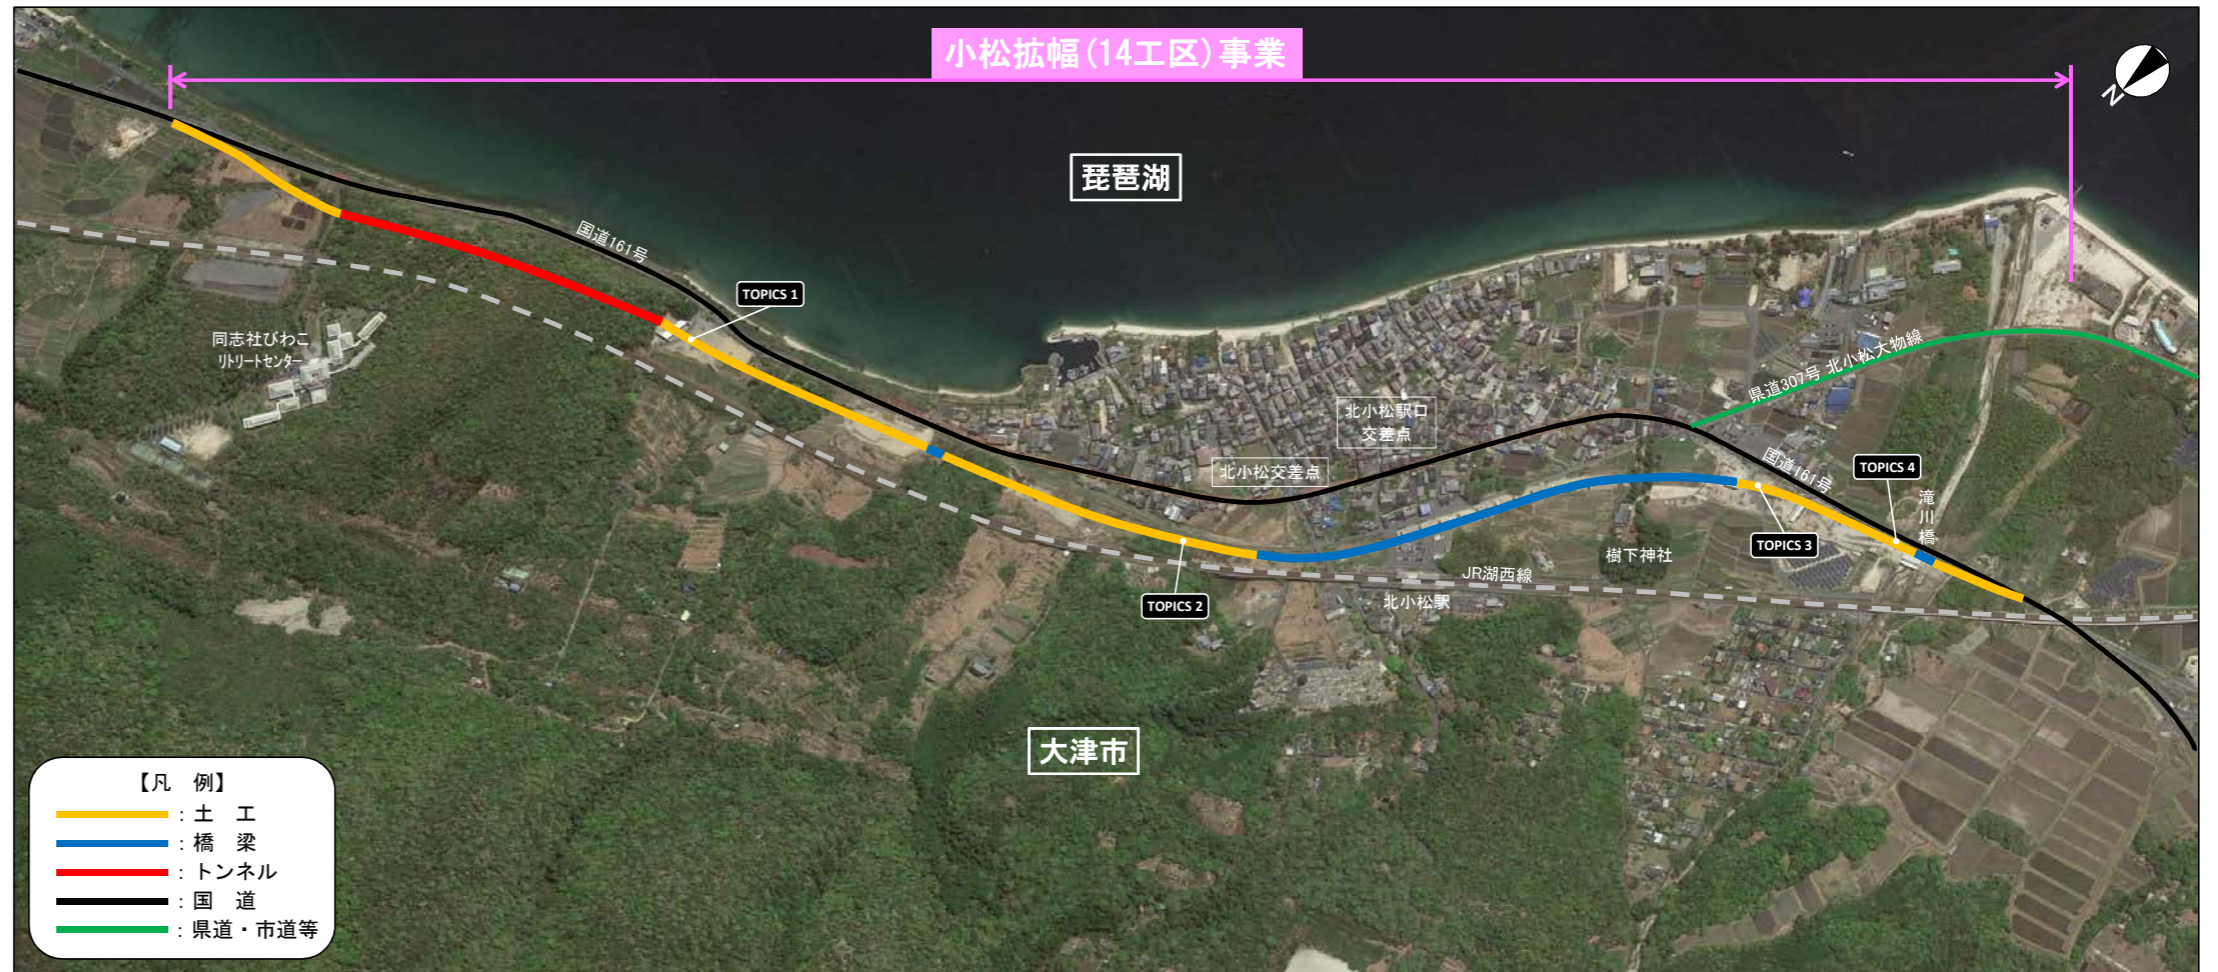 小松拡幅(14工区)事業
N
琵琶湖
国道161号
TOPICS 1
同志社びわこ
リトリートセンター
県道307号 北小松大物線
北小松駅口
交差点
北小松交差点
国道161号
TOPICS 4
滝川橋
TOPICS 3
樹下神社
JR湖西線
北小松駅
TOPICS 2
大津市
【凡 例】
：土 工
：橋 梁
：トンネル
：国 道
：県道・市道等